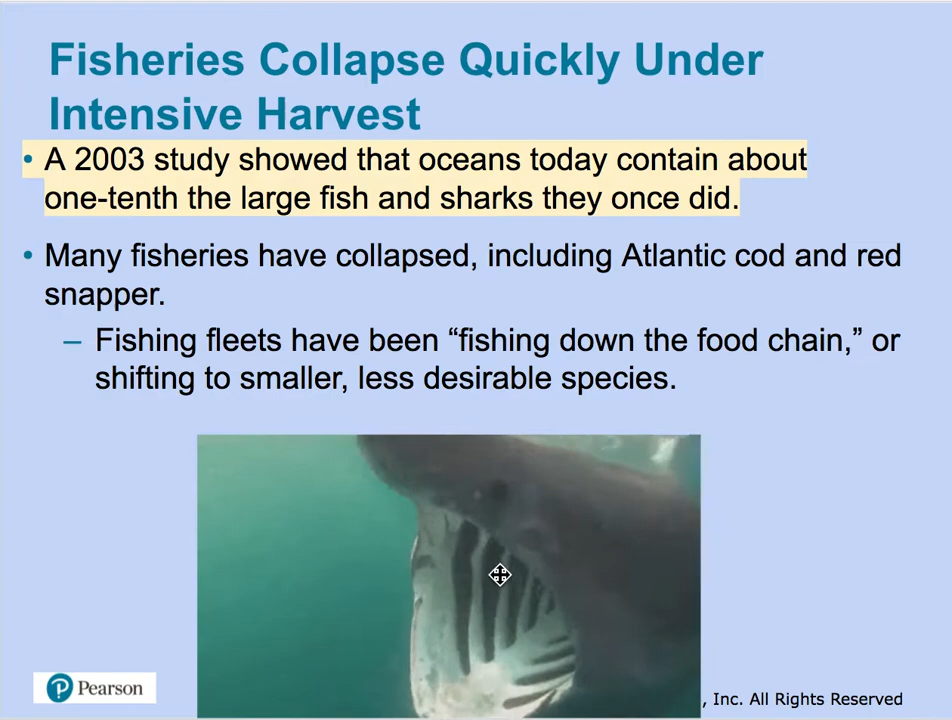 Fisheries Collapse Quickly Under
Intensive Harvest
• A 2003 study showed that oceans today contain about
one-tenth the large fish and sharks they once did.
• Many fisheries have collapsed, including Atlantic cod and red
snapper.
– Fishing fleets have been “fishing down the food chain,” or
shifting to smaller, less desirable species.
Pearson
, Inc. All Rights Reserved